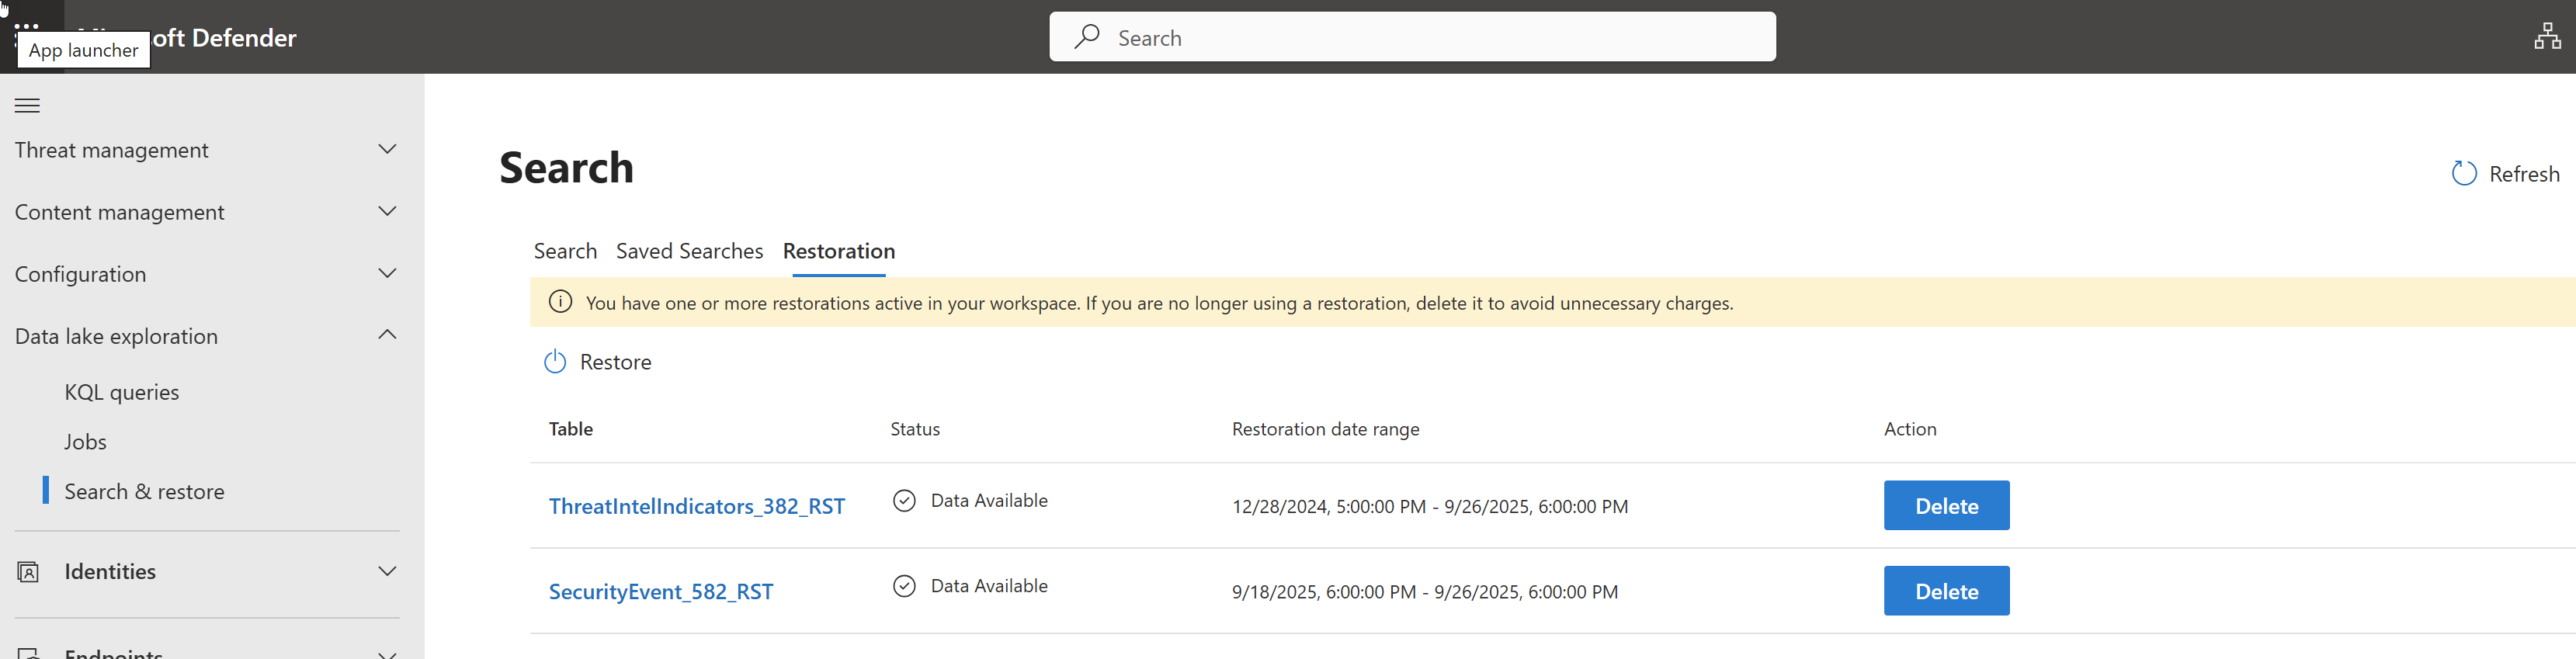 App launcher
oft Defender
Search
Threat management
Content management
Configuration
Data lake exploration
KQL queries
Jobs
Search & restore
Identities
Endpoints
Search
Refresh
Search Saved Searches Restoration
You have one or more restorations active in your workspace. If you are no longer using a restoration, delete it to avoid unnecessary charges.
Restore
Table Status Restoration date range Action
ThreatIntelIndicators_382_RST Data Available 12/28/2024, 5:00:00 PM - 9/26/2025, 6:00:00 PM Delete
SecurityEvent_582_RST Data Available 9/18/2025, 6:00:00 PM - 9/26/2025, 6:00:00 PM Delete